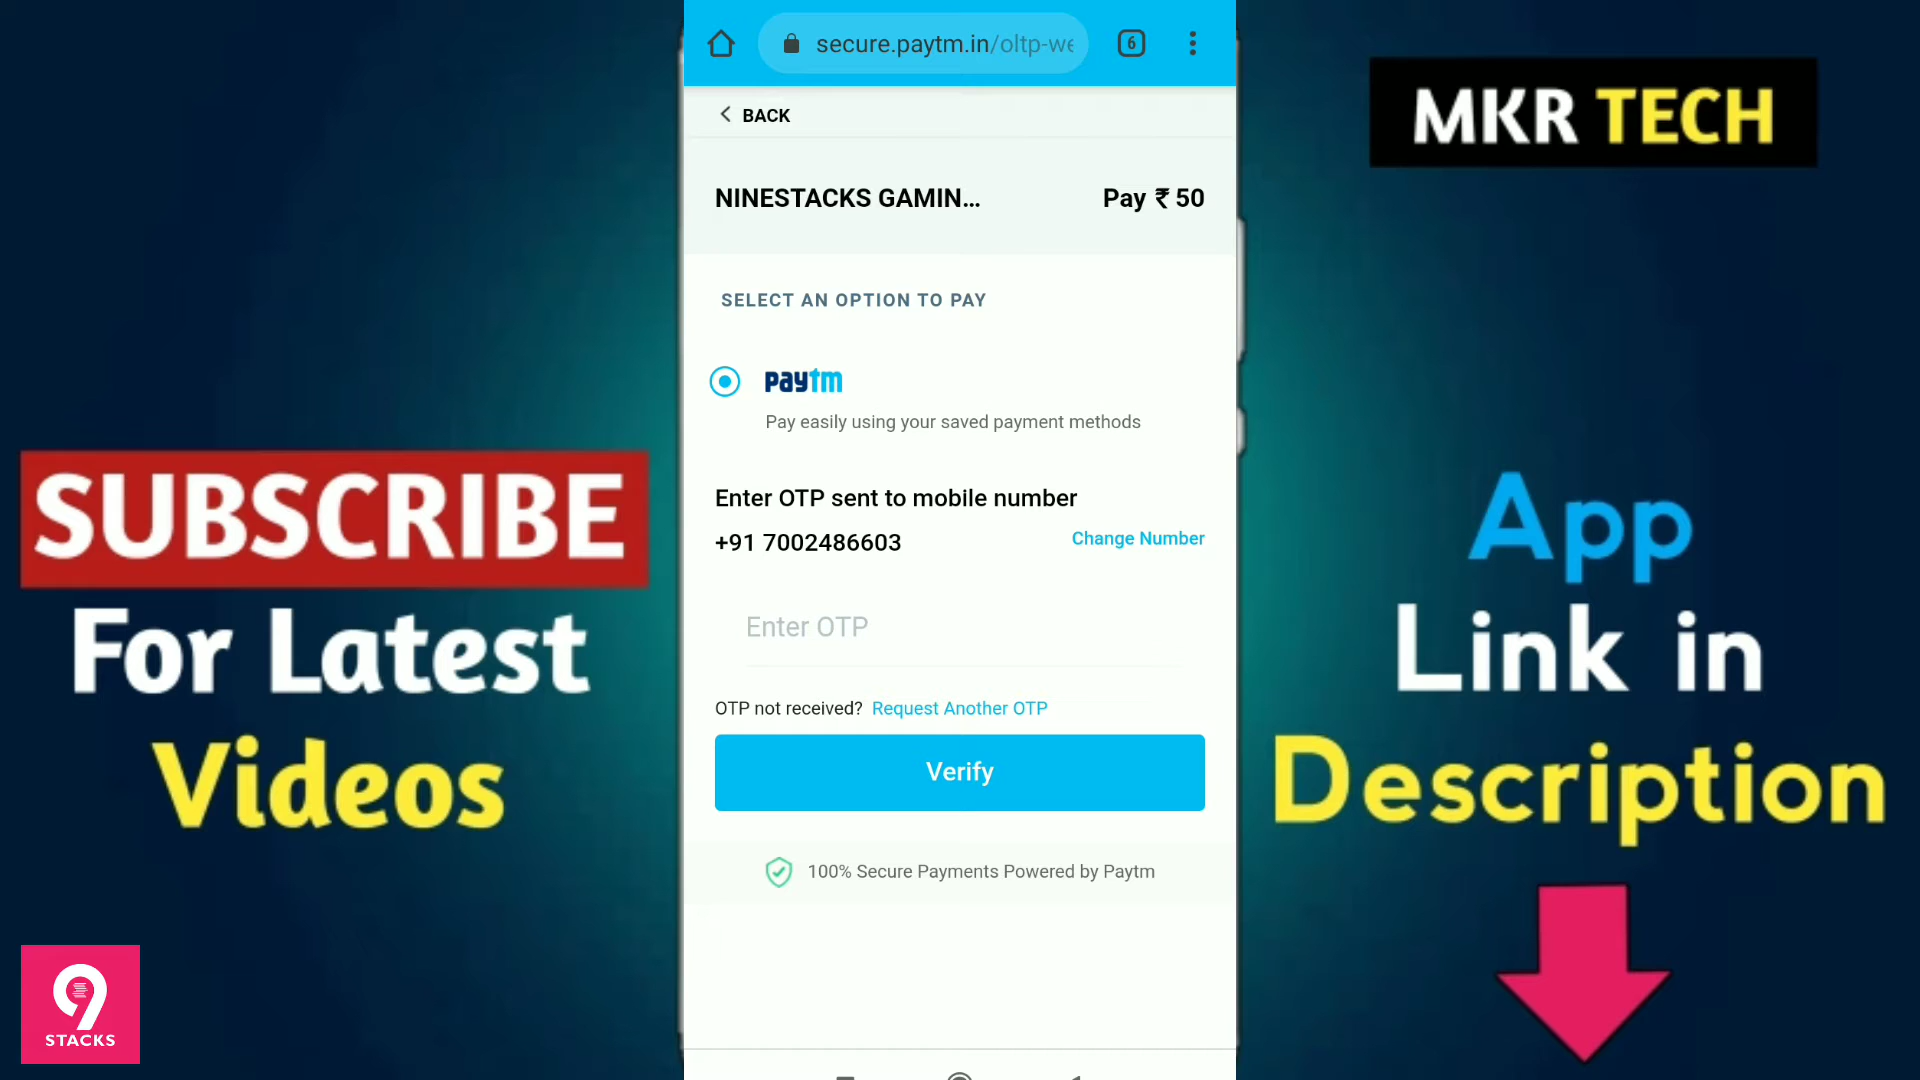 secure.paytm.in/oltp-we
6
BACK
NINESTACKS GAMIN...
Pay ₹ 50
SELECT AN OPTION TO PAY
paytm
Pay easily using your saved payment methods
Enter OTP sent to mobile number
+91 7002486603
Change Number
Enter OTP
OTP not received? Request Another OTP
Verify
100% Secure Payments Powered by Paytm
MKR TECH
SUBSCRIBE
For Latest
Videos
App
Link in
Description
9
STACKS